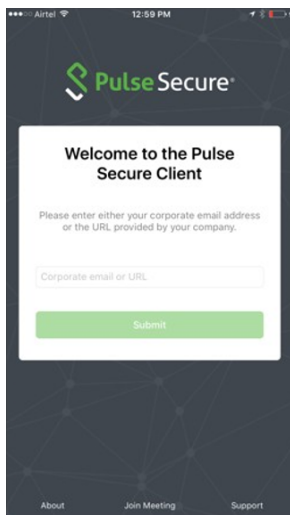 Airtel 12:59 PM
Pulse Secure®
Welcome to the Pulse
Secure Client
Please enter either your corporate email address
or the URL provided by your company.
Corporate email or URL
Submit
About Join Meeting Support